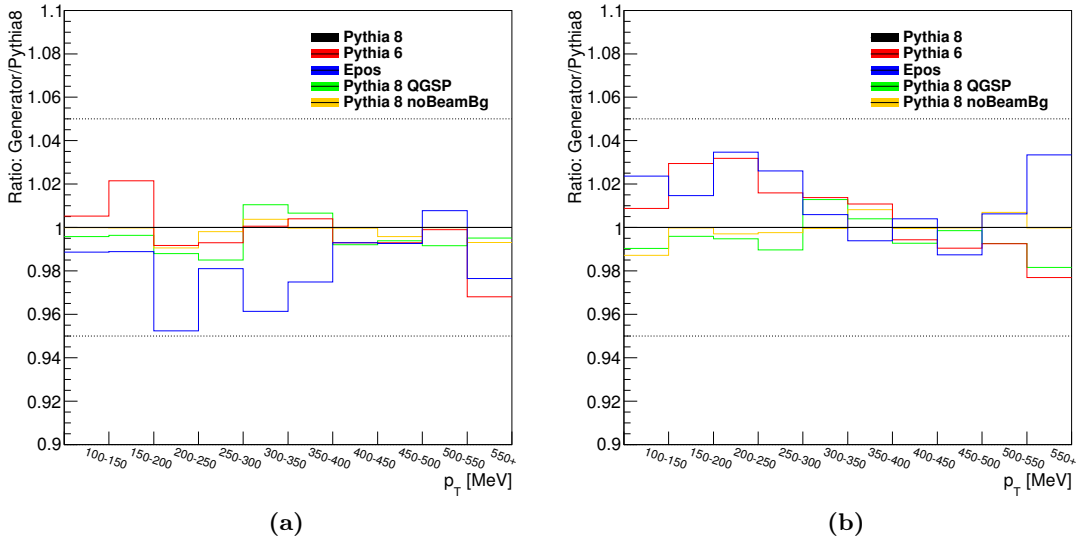 Ratio: Generator/Pythia8
1.1
1.08
1.06
1.04
1.02
1
0.98
0.96
0.94
0.92
0.9
Pythia 8
Pythia 6
Epos
Pythia 8 QGSP
Pythia 8 noBeamBg
100-150 150-200 200-250 250-300 300-350 350-400 400-450 450-500 500-550 550+
p_T [MeV]
(a)
Ratio: Generator/Pythia8
1.1
1.08
1.06
1.04
1.02
1
0.98
0.96
0.94
0.92
0.9
Pythia 8
Pythia 6
Epos
Pythia 8 QGSP
Pythia 8 noBeamBg
100-150 150-200 200-250 250-300 300-350 350-400 400-450 450-500 500-550 550+
p_T [MeV]
(b)